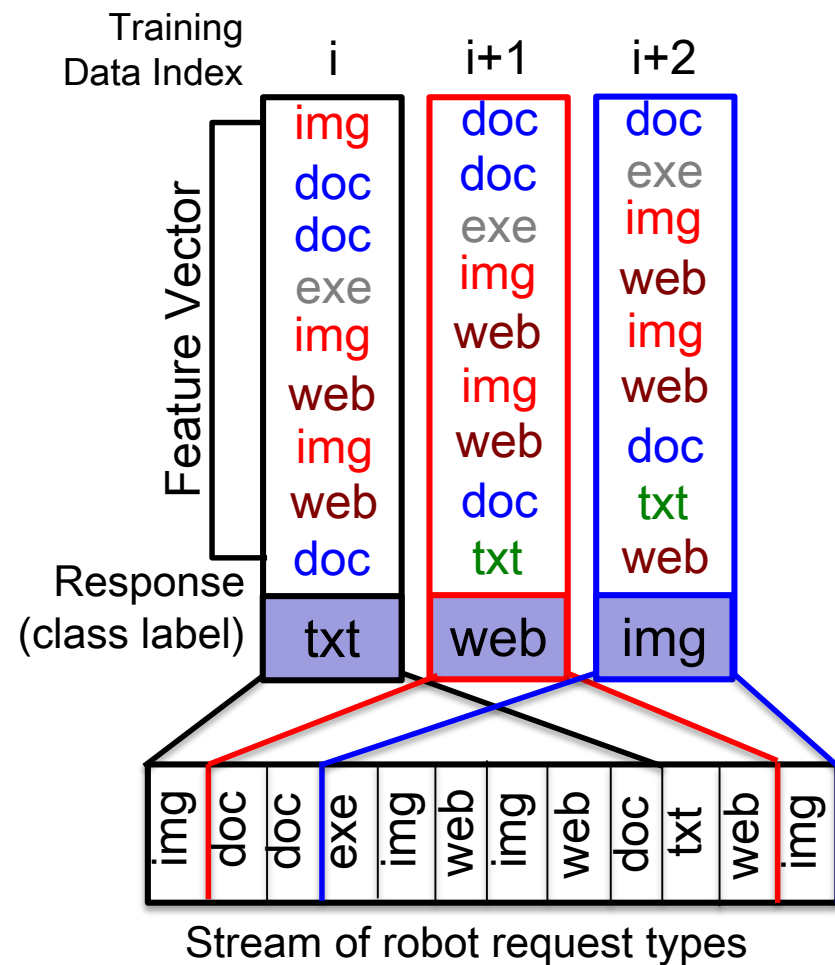 Training
Data Index
i
i+1
i+2
Feature Vector
img
doc
doc
exe
img
web
img
web
doc
doc
doc
exe
img
web
img
web
doc
txt
doc
exe
img
web
img
web
doc
txt
web
Response
(class label)
txt
web
img
img
doc
doc
exe
img
web
img
web
doc
txt
web
img
Stream of robot request types